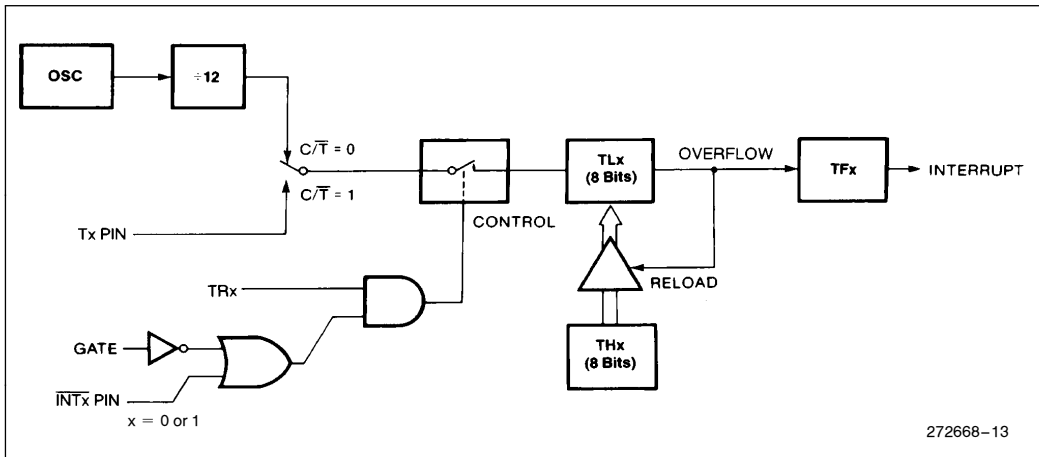 OSC
÷12
C/T̅ = 0
C/T̅ = 1
Tx PIN
CONTROL
TLx
(8 Bits)
OVERFLOW
TFx
INTERRUPT
RELOAD
THx
(8 Bits)
TRx
GATE
I̅N̅T̅x̅ PIN
x = 0 or 1
272668–13